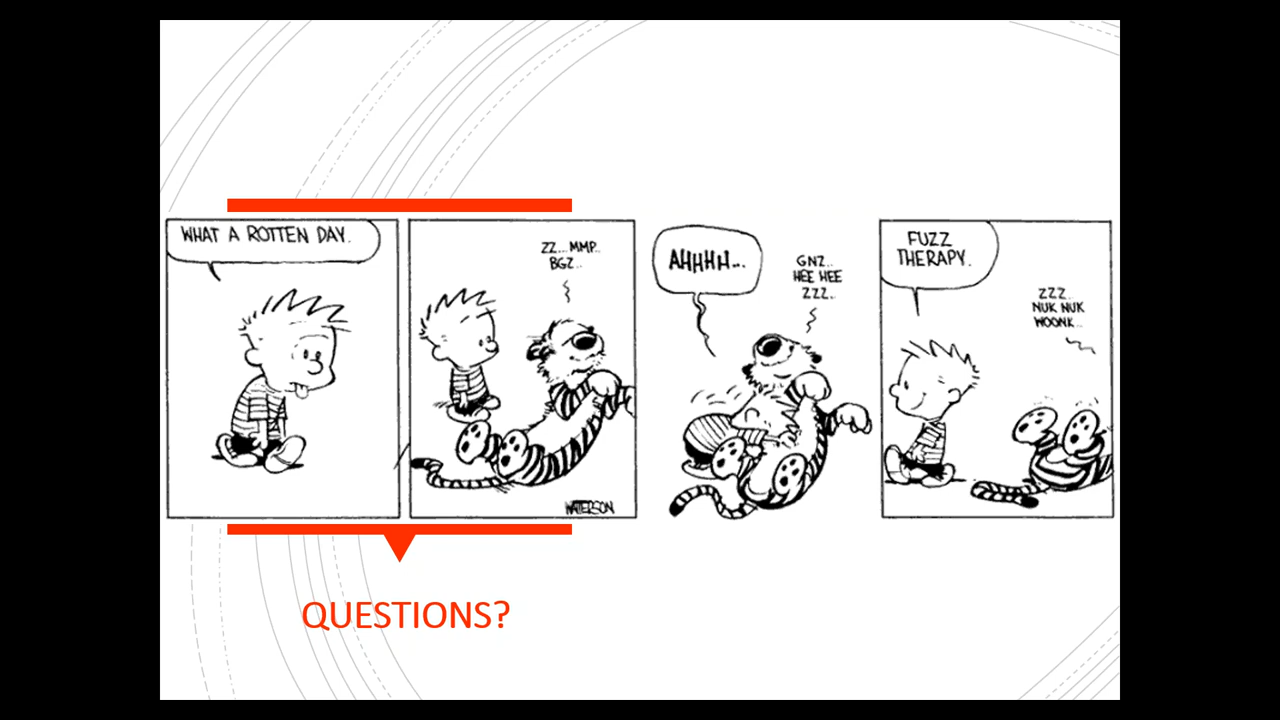 WHAT A ROTTEN DAY.
ZZ... MMP..
BGZ..
WATTERSON
AHHHH...
GNZ..
HEE HEE
ZZZ..
FUZZ
THERAPY.
ZZZ..
NUK NUK
WOONK...
QUESTIONS?